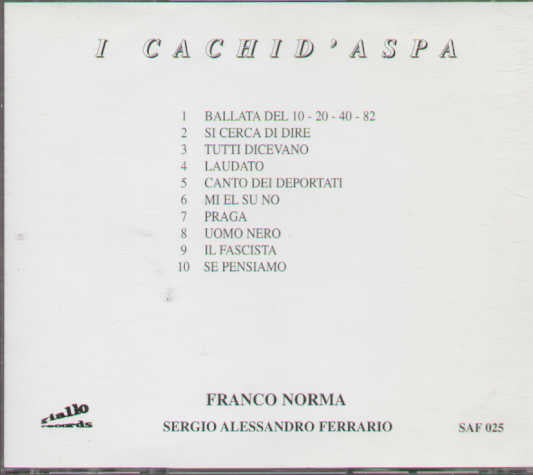 I CACHID'ASPA
1 BALLATA DEL 10 - 20 - 40 - 82
2 SI CERCA DI DIRE
3 TUTTI DICEVANO
4 LAUDATO
5 CANTO DEI DEPORTATI
6 MI EL SU NO
7 PRAGA
8 UOMO NERO
9 IL FASCISTA
10 SE PENSIAMO
FRANCO NORMA
giallo
records
SERGIO ALESSANDRO FERRARIO
SAF 025